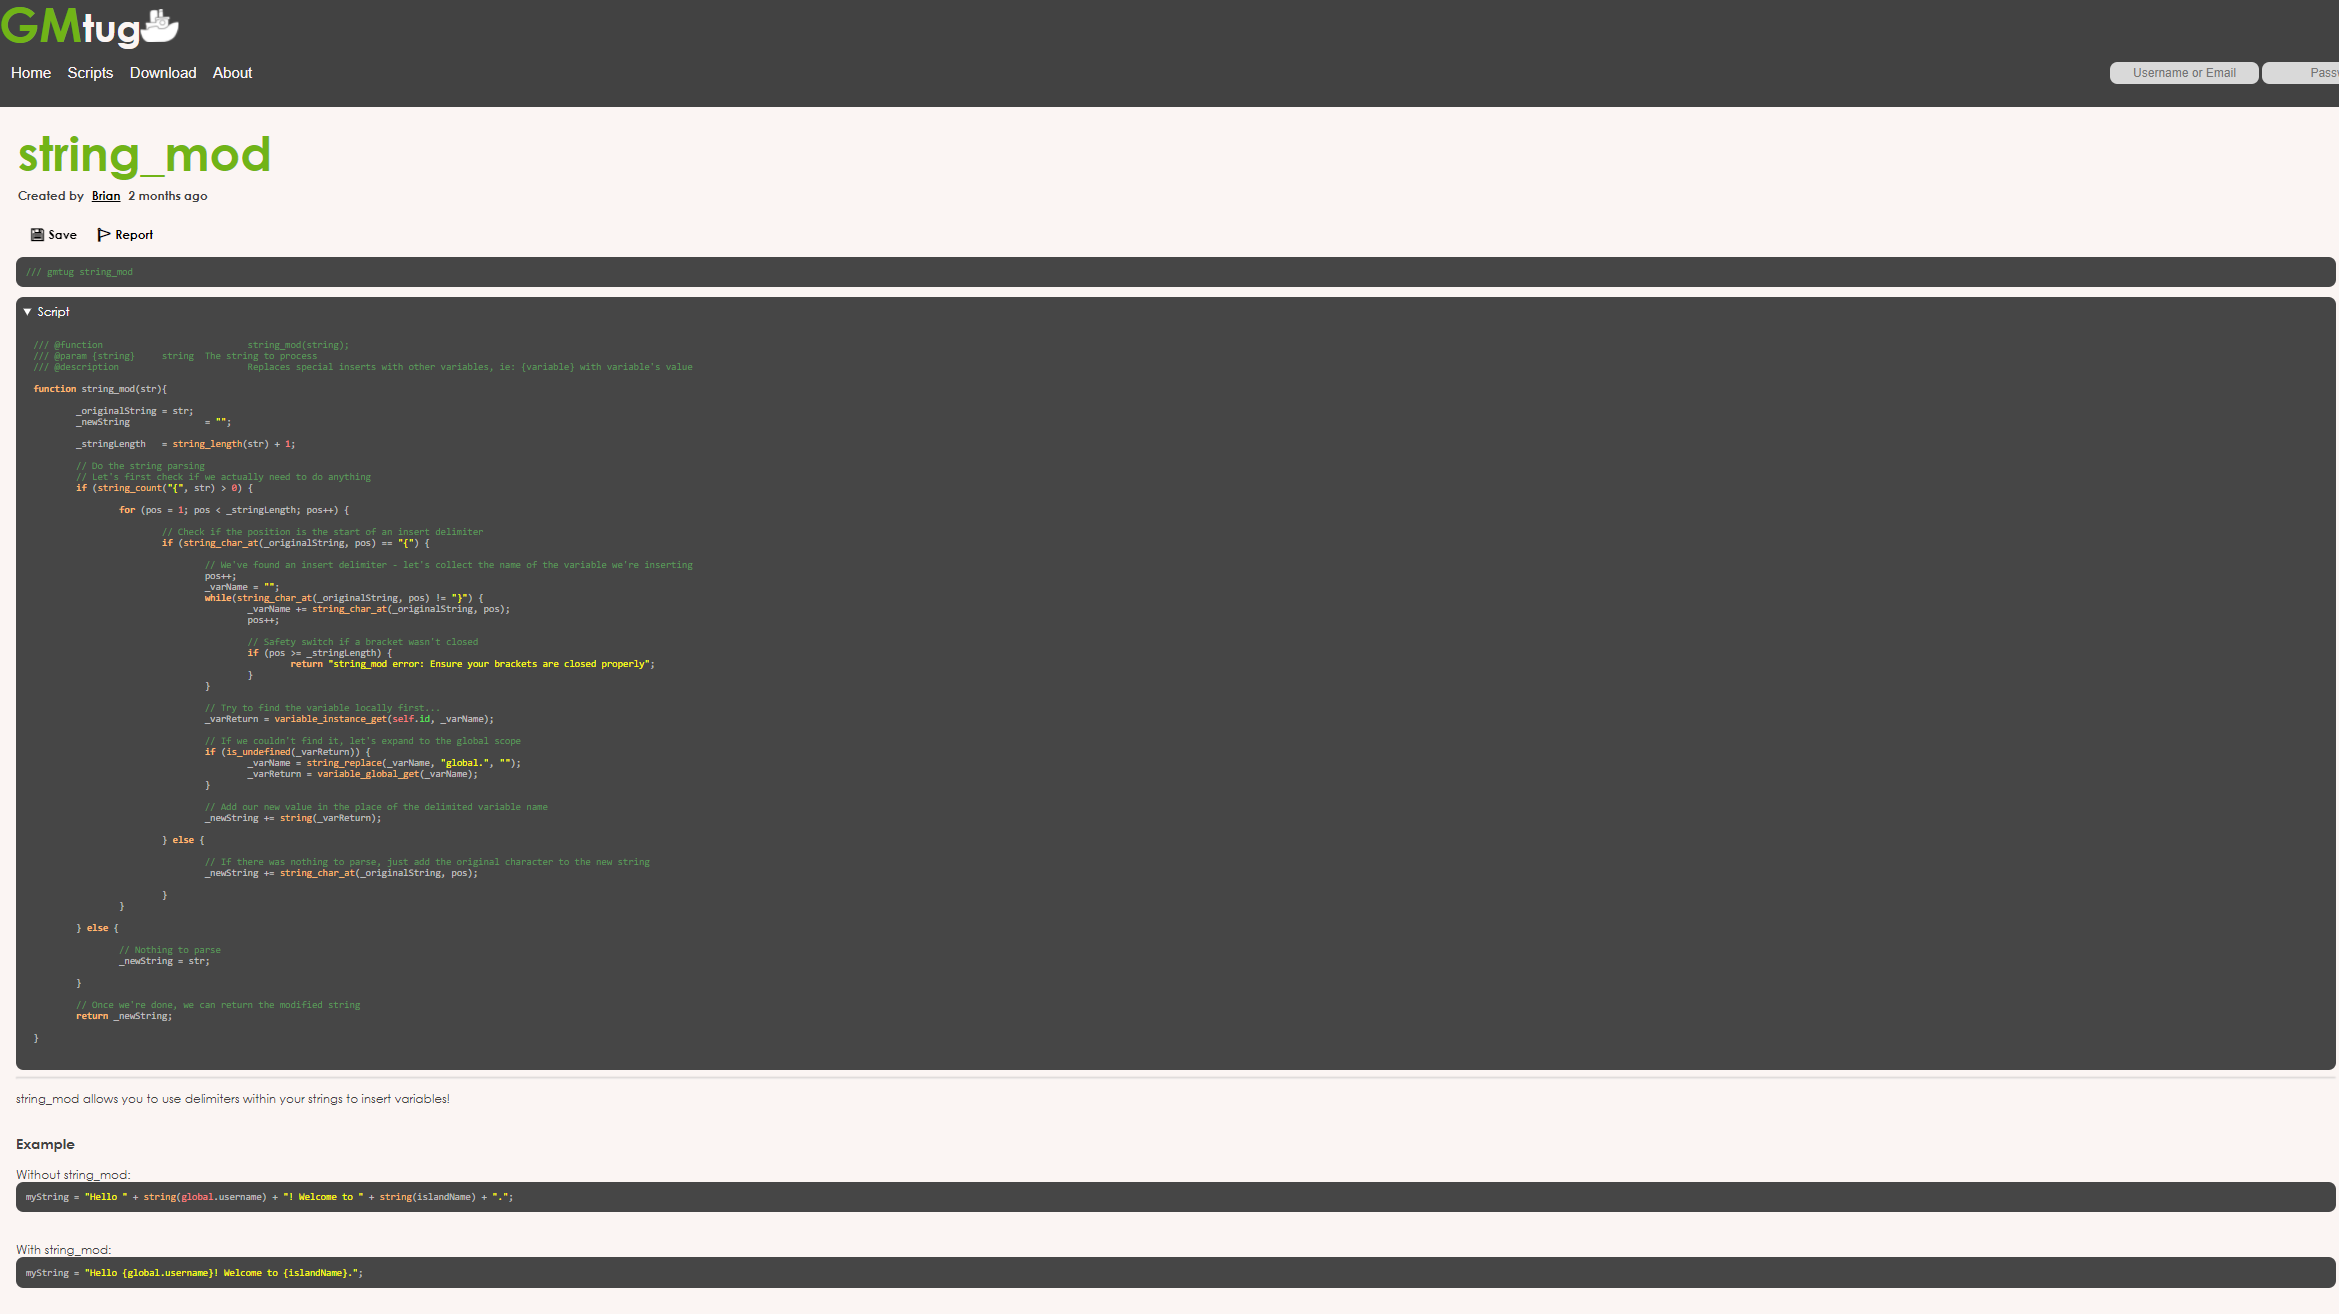 GMtug
Home Scripts Download About
Username or Email
string_mod
Created by Brian 2 months ago
Save Report
/// gmtug string_mod
▼ Script
/// @function string_mod(string);
/// @param {string} string The string to process
/// @description Replaces special inserts with other variables, ie: {variable} with variable's value
function string_mod(str){
_originalString = str;
_newString = "";
_stringLength = string_length(str) + 1;
// Do the string parsing
// Let's first check if we actually need to do anything
if (string_count("{", str) > 0) {
for (pos = 1; pos < _stringLength; pos++) {
// Check if the position is the start of an insert delimiter
if (string_char_at(_originalString, pos) == "{") {
// We've found an insert delimiter - let's collect the name of the variable we're inserting
pos++;
_varName = "";
while(string_char_at(_originalString, pos) != "}") {
_varName += string_char_at(_originalString, pos);
pos++;
// Safety switch if a bracket wasn't closed
if (pos >= _stringLength) {
return "string_mod error: Ensure your brackets are closed properly";
}
}
// Try to find the variable locally first...
_varReturn = variable_instance_get(self.id, _varName);
// If we couldn't find it, let's expand to the global scope
if (is_undefined(_varReturn)) {
_varName = string_replace(_varName, "global.", "");
_varReturn = variable_global_get(_varName);
}
// Add our new value in the place of the delimited variable name
_newString += string(_varReturn);
} else {
// If there was nothing to parse, just add the original character to the new string
_newString += string_char_at(_originalString, pos);
}
}
} else {
// Nothing to parse
_newString = str;
}
// Once we're done, we can return the modified string
return _newString;
}
string_mod allows you to use delimiters within your strings to insert variables!
Example
Without string_mod:
myString = "Hello " + string(global.username) + "! Welcome to " + string(islandName) + ".";
With string_mod:
myString = "Hello {global.username}! Welcome to {islandName}.";